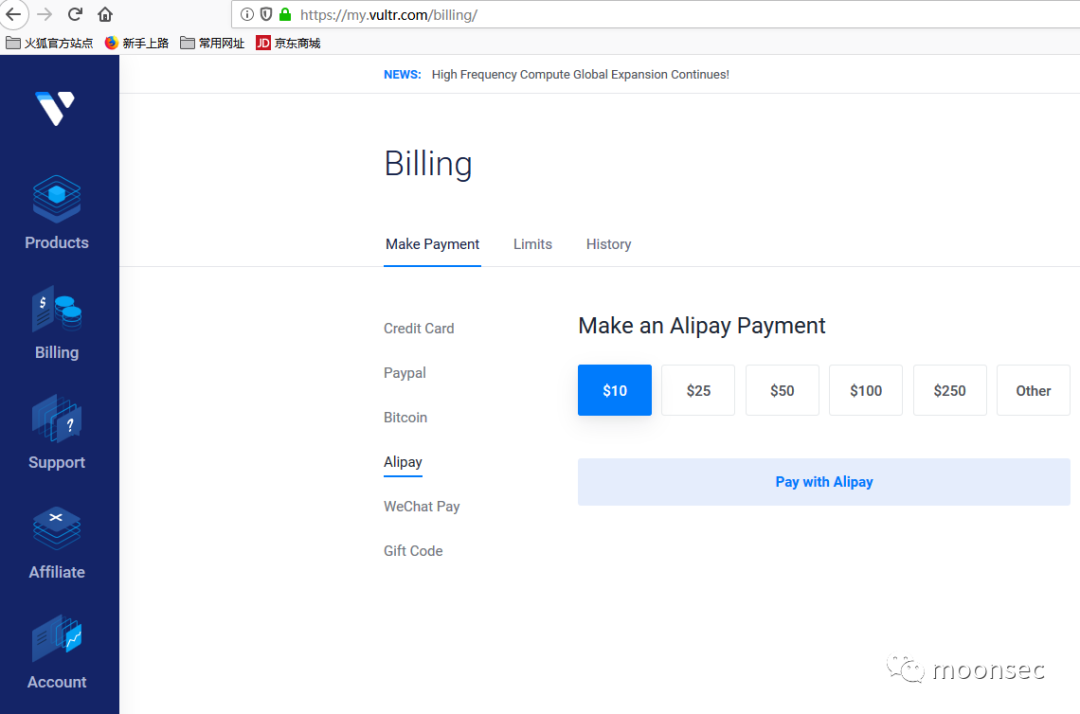 https://my.vultr.com/billing/
火狐官方站点 新手上路 常用网址 JD 京东商城
NEWS: High Frequency Compute Global Expansion Continues!
Billing
Make Payment Limits History
Products
Billing
Support
Affiliate
Account
Credit Card
Paypal
Bitcoin
Alipay
WeChat Pay
Gift Code
Make an Alipay Payment
$10 $25 $50 $100 $250 Other
Pay with Alipay
moonsec